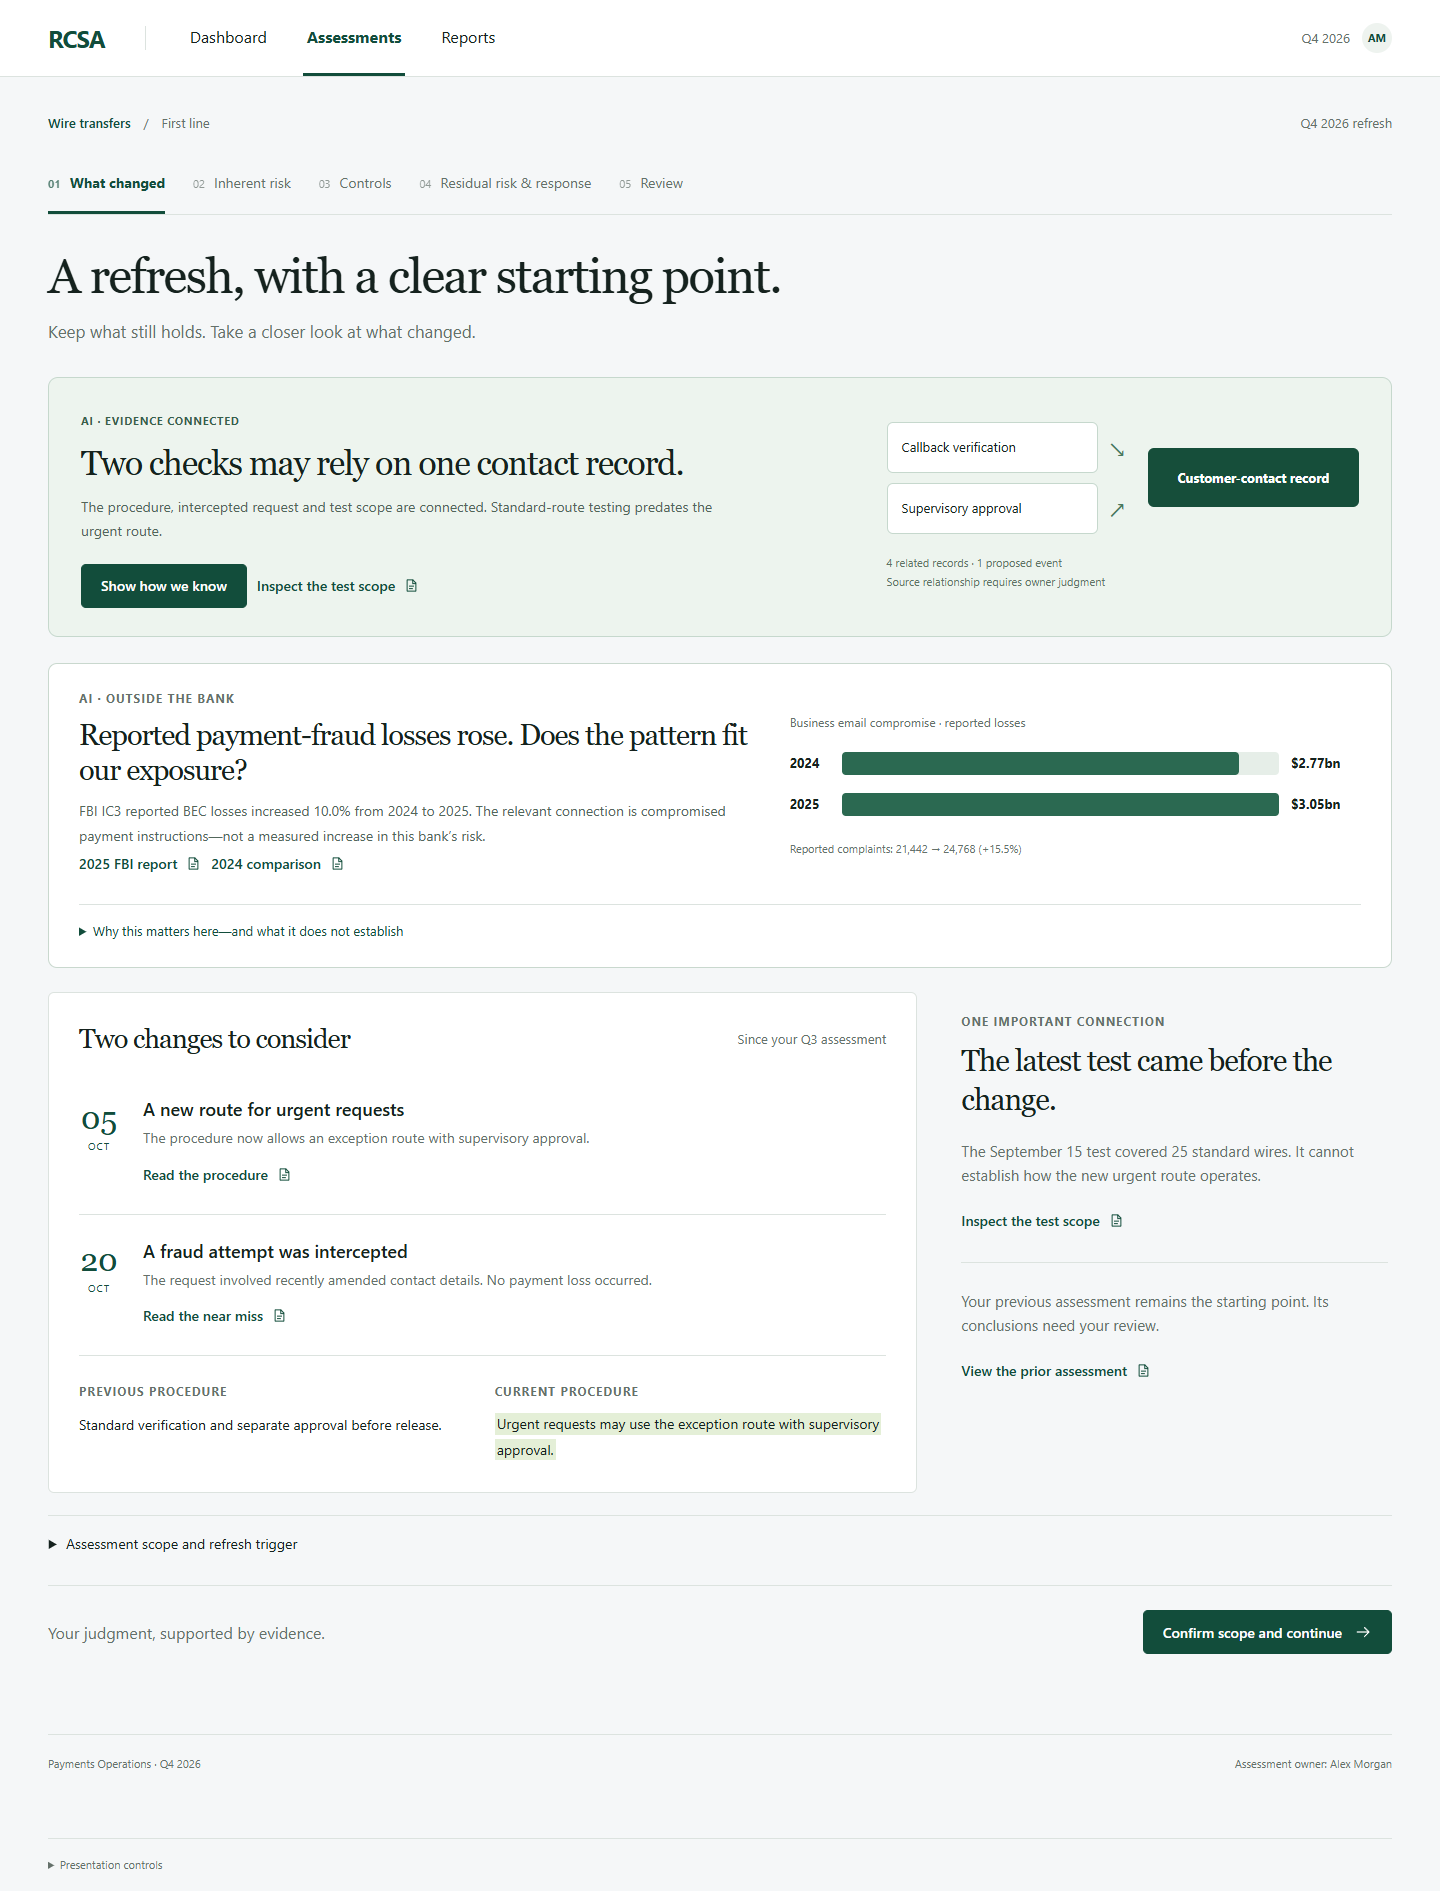 RCSA
Dashboard
Assessments
Reports
Q4 2026
AM
Wire transfers / First line
Q4 2026 refresh
01 What changed
02 Inherent risk
03 Controls
04 Residual risk & response
05 Review
A refresh, with a clear starting point.
Keep what still holds. Take a closer look at what changed.
AI · EVIDENCE CONNECTED
Two checks may rely on one contact record.
The procedure, intercepted request and test scope are connected. Standard-route testing predates the
urgent route.
Show how we know
Inspect the test scope
Callback verification
↘
Supervisory approval
↗
Customer-contact record
4 related records · 1 proposed event
Source relationship requires owner judgment
AI · OUTSIDE THE BANK
Reported payment-fraud losses rose. Does the pattern fit
our exposure?
FBI IC3 reported BEC losses increased 10.0% from 2024 to 2025. The relevant connection is compromised
payment instructions—not a measured increase in this bank's risk.
2025 FBI report
2024 comparison
Business email compromise · reported losses
2024 $2.77bn
2025 $3.05bn
Reported complaints: 21,442 → 24,768 (+15.5%)
Why this matters here—and what it does not establish
Two changes to consider
Since your Q3 assessment
05
OCT
A new route for urgent requests
The procedure now allows an exception route with supervisory approval.
Read the procedure
20
OCT
A fraud attempt was intercepted
The request involved recently amended contact details. No payment loss occurred.
Read the near miss
PREVIOUS PROCEDURE
Standard verification and separate approval before release.
CURRENT PROCEDURE
Urgent requests may use the exception route with supervisory
approval.
ONE IMPORTANT CONNECTION
The latest test came before the
change.
The September 15 test covered 25 standard wires. It cannot
establish how the new urgent route operates.
Inspect the test scope
Your previous assessment remains the starting point. Its
conclusions need your review.
View the prior assessment
Assessment scope and refresh trigger
Your judgment, supported by evidence.
Confirm scope and continue →
Payments Operations · Q4 2026
Assessment owner: Alex Morgan
Presentation controls